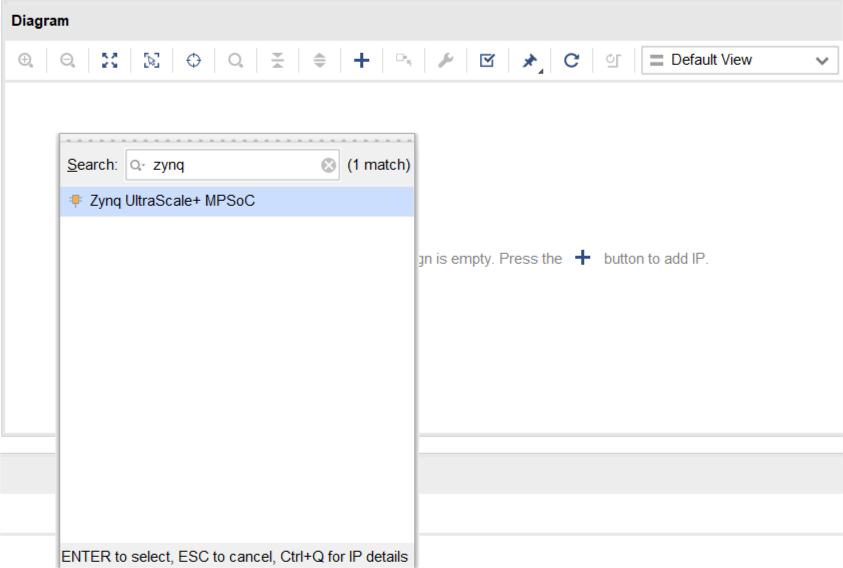 Diagram
Default View
Search: zynq (1 match)
Zynq UltraScale+ MPSoC
is empty. Press the button to add IP.
ENTER to select, ESC to cancel, Ctrl+Q for IP details